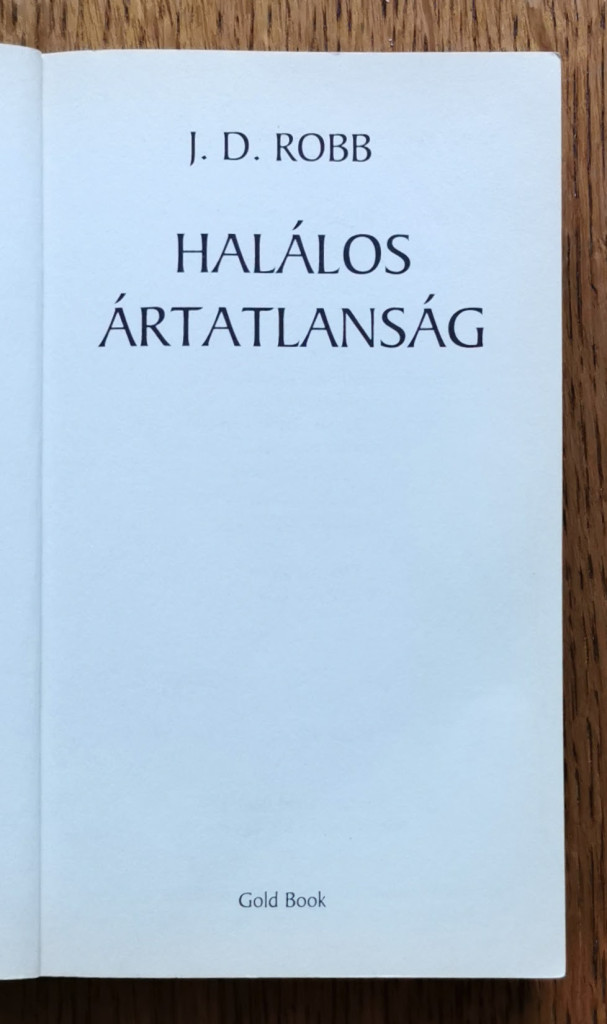 J. D. ROBB
HALÁLOS
ÁRTATLANSÁG
Gold Book